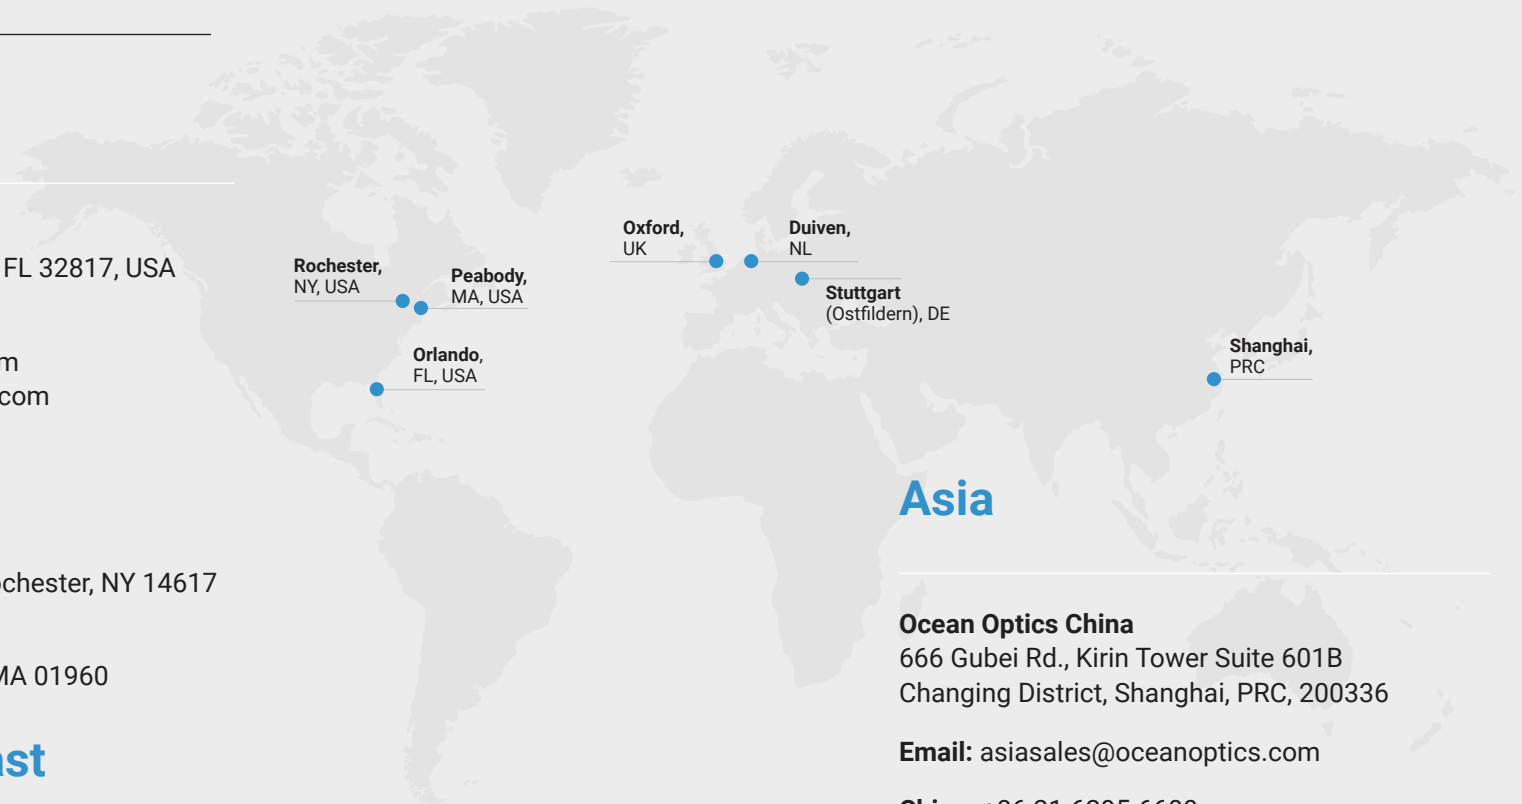 FL 32817, USA
m
com
ochester, NY 14617
MA 01960
ast
Rochester,
NY, USA
Peabody,
MA, USA
Orlando,
FL, USA
Oxford,
UK
Duiven,
NL
Stuttgart
(Ostfildern), DE
Shanghai,
PRC
Asia
Ocean Optics China
666 Gubei Rd., Kirin Tower Suite 601B
Changing District, Shanghai, PRC, 200336
Email: asiasales@oceanoptics.com